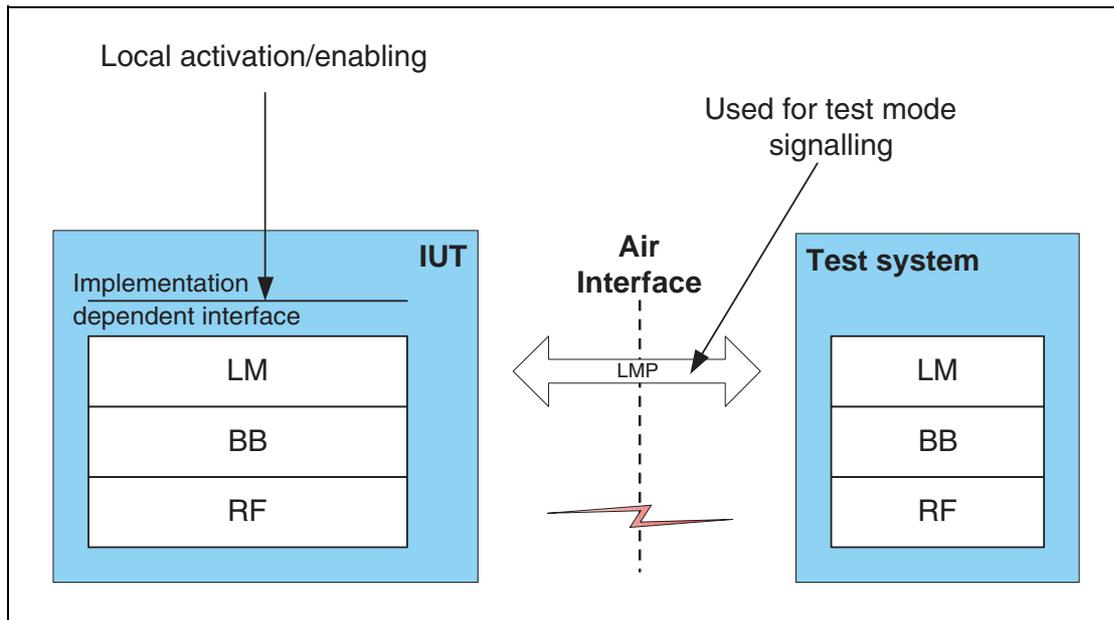 Local activation/enabling
Used for test mode
signalling
IUT
Implementation
dependent interface
LM
BB
RF
Air
Interface
LMP
Test system
LM
BB
RF